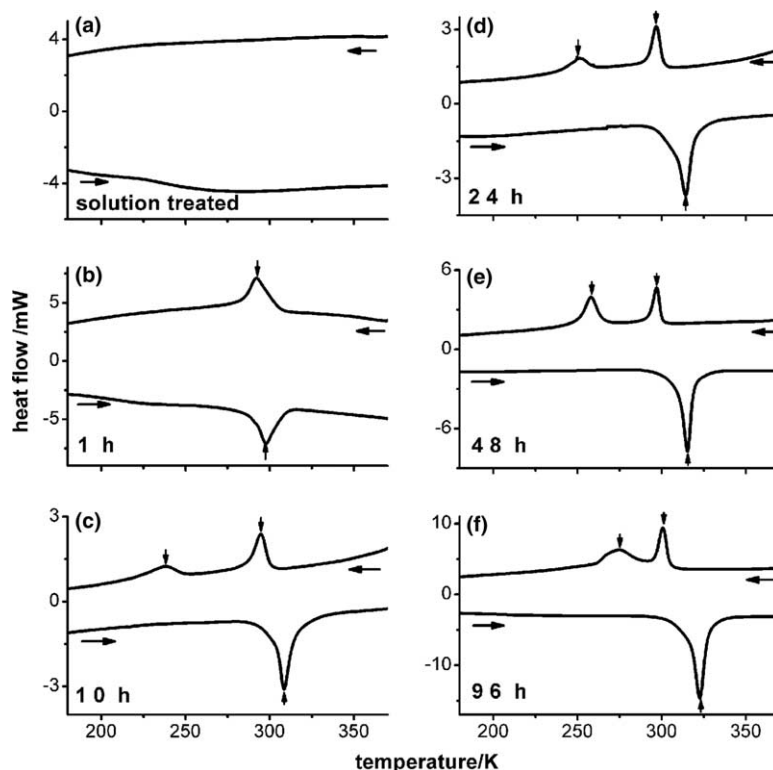 (a)
4
0
-4
solution treated
(b)
5
0
-5
1 h
(c)
3
0
-3
10 h
200 250 300 350
(d)
3
0
-3
24 h
(e)
6
0
-6
48 h
(f)
10
0
-10
96 h
200 250 300 350
heat flow /mW
temperature/K